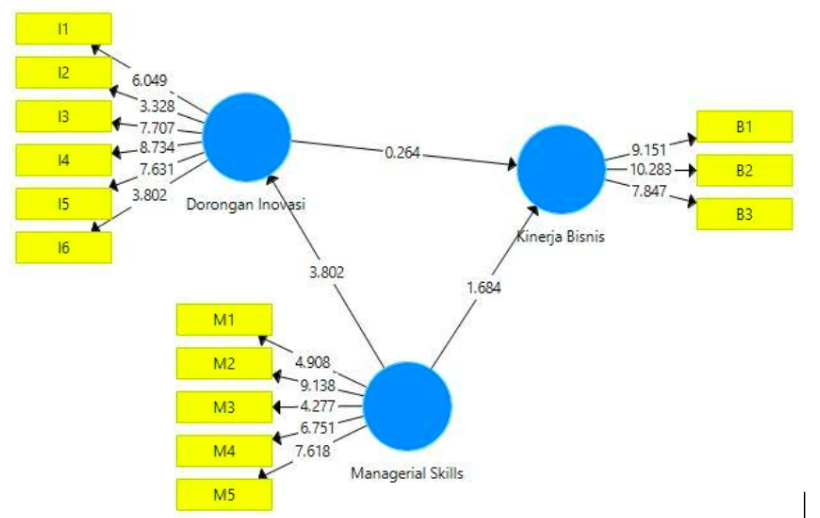 I1
I2
I3
I4
I5
I6
6.049
3.328
7.707
8.734
7.631
3.802
Dorongan Inovasi
0.264
Kinerja Bisnis
9.151
10.283
7.847
B1
B2
B3
3.802
1.684
M1
M2
M3
M4
M5
4.908
9.138
4.277
6.751
7.618
Managerial Skills